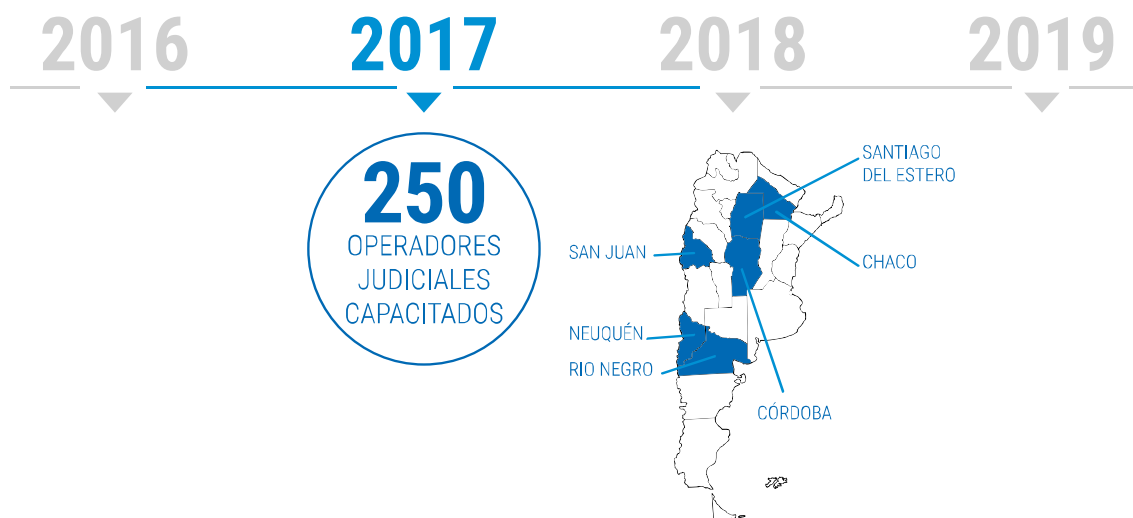 2016
2017
2018
2019
250
OPERADORES
JUDICIALES
CAPACITADOS
SANTIAGO
DEL ESTERO
SAN JUAN
CHACO
NEUQUÉN
RIO NEGRO
CÓRDOBA